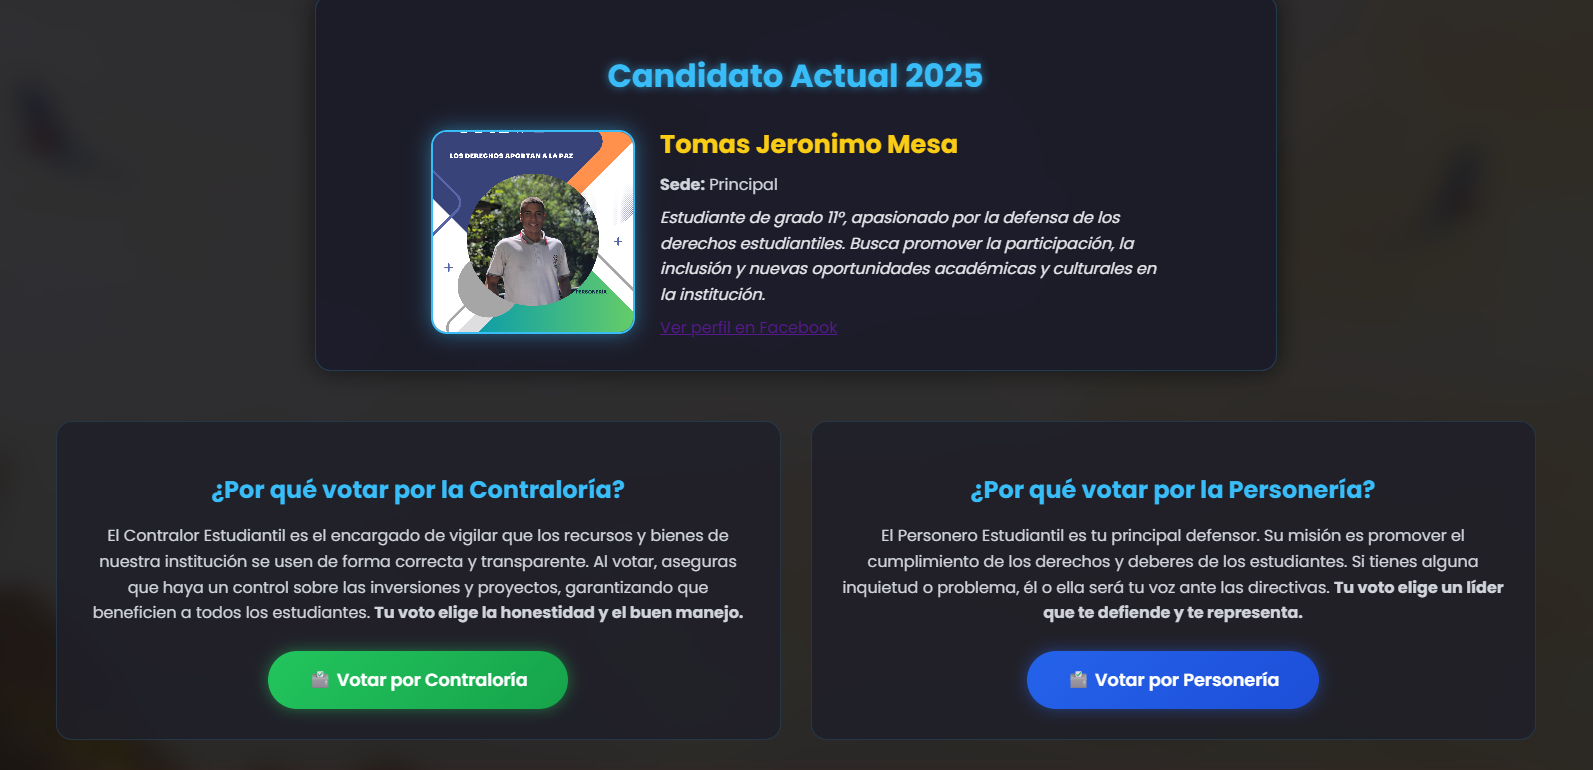 Candidato Actual 2025
LOS DERECHOS APORTAN A LA PAZ
PERSONERÍA
Tomas Jeronimo Mesa
Sede: Principal
Estudiante de grado 11°, apasionado por la defensa de los
derechos estudiantiles. Busca promover la participación, la
inclusión y nuevas oportunidades académicas y culturales en
la institución.
Ver perfil en Facebook
¿Por qué votar por la Contraloría?
El Contralor Estudiantil es el encargado de vigilar que los recursos y bienes de
nuestra institución se usen de forma correcta y transparente. Al votar, aseguras
que haya un control sobre las inversiones y proyectos, garantizando que
beneficien a todos los estudiantes. Tu voto elige la honestidad y el buen manejo.
Votar por Contraloría
¿Por qué votar por la Personería?
El Personero Estudiantil es tu principal defensor. Su misión es promover el
cumplimiento de los derechos y deberes de los estudiantes. Si tienes alguna
inquietud o problema, él o ella será tu voz ante las directivas. Tu voto elige un líder
que te defiende y te representa.
Votar por Personería